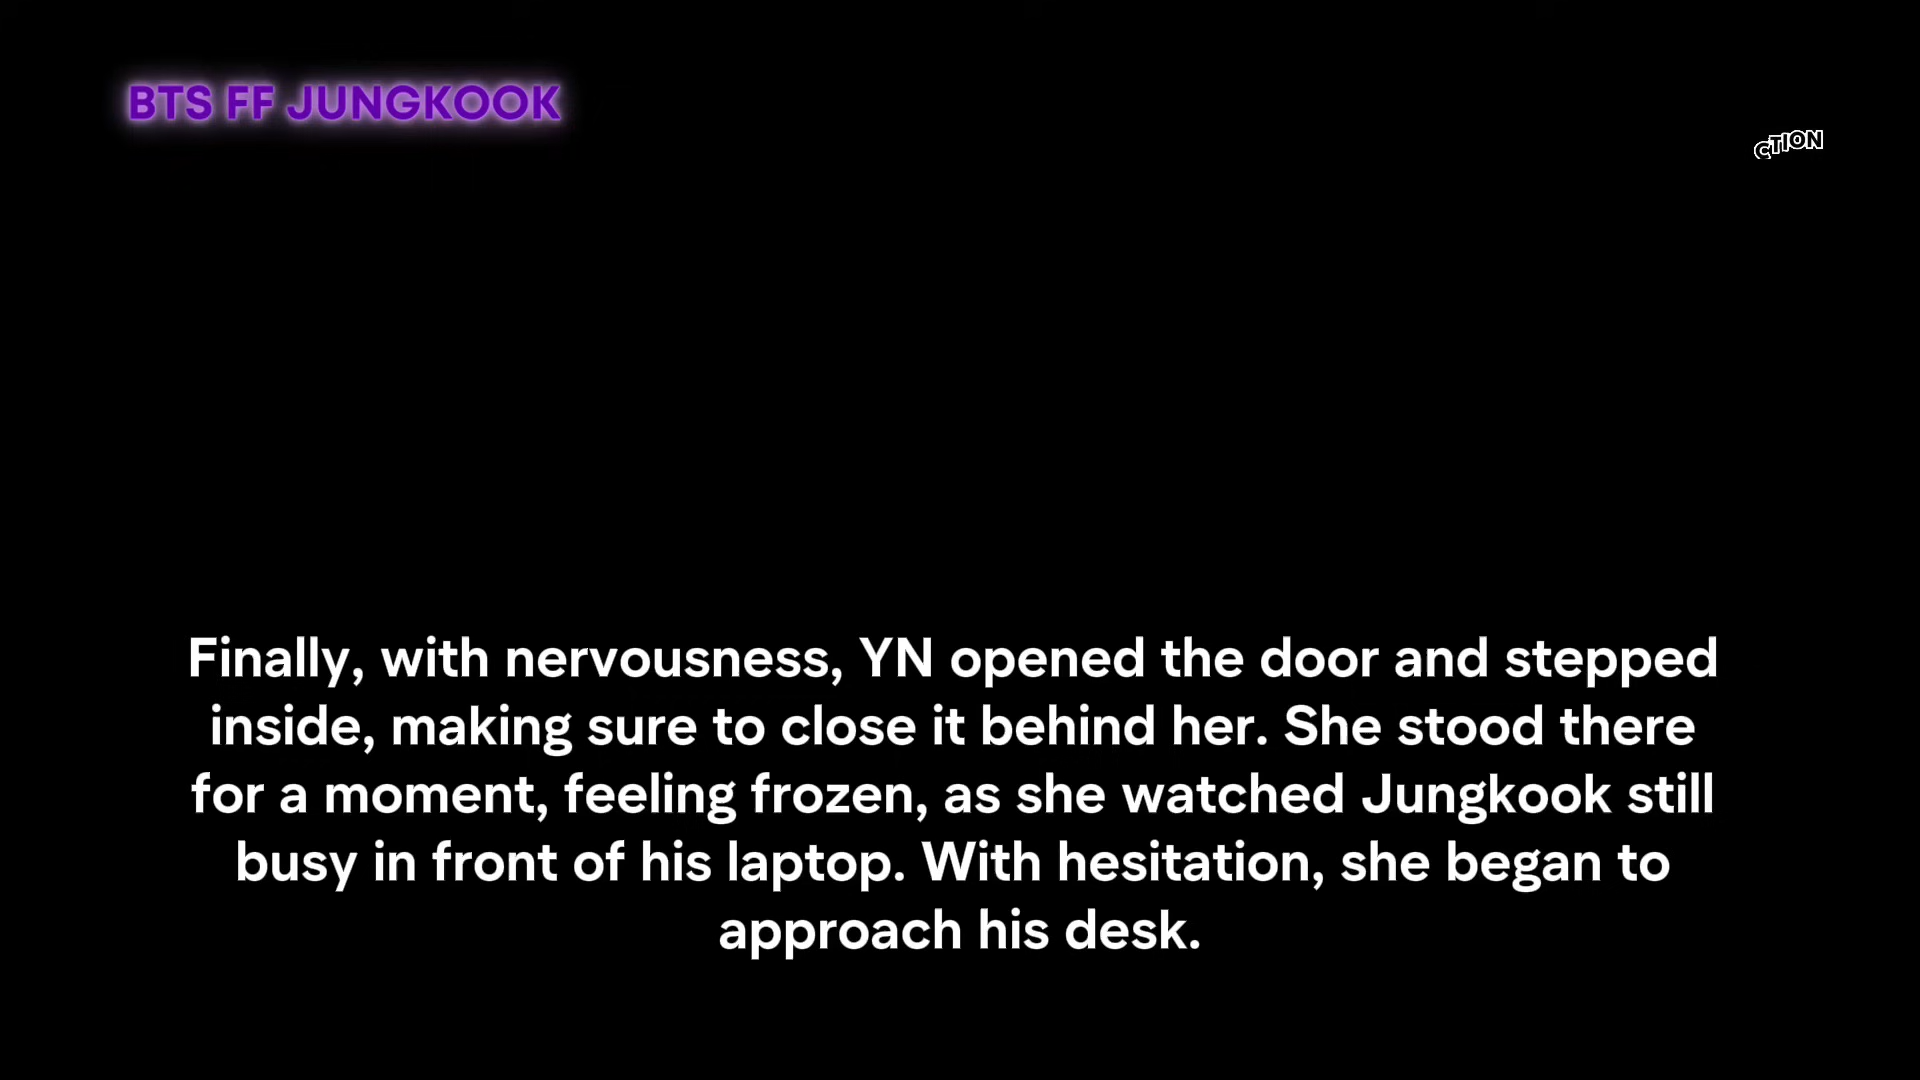 BTS FF JUNGKOOK
CTION
Finally, with nervousness, YN opened the door and stepped
inside, making sure to close it behind her. She stood there
for a moment, feeling frozen, as she watched Jungkook still
busy in front of his laptop. With hesitation, she began to
approach his desk.